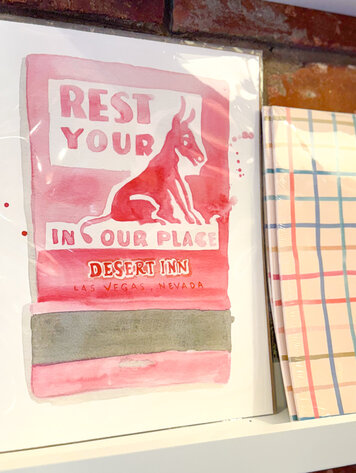 REST
YOUR
IN OUR PLACE
DESERT INN
LAS VEGAS, NEVADA